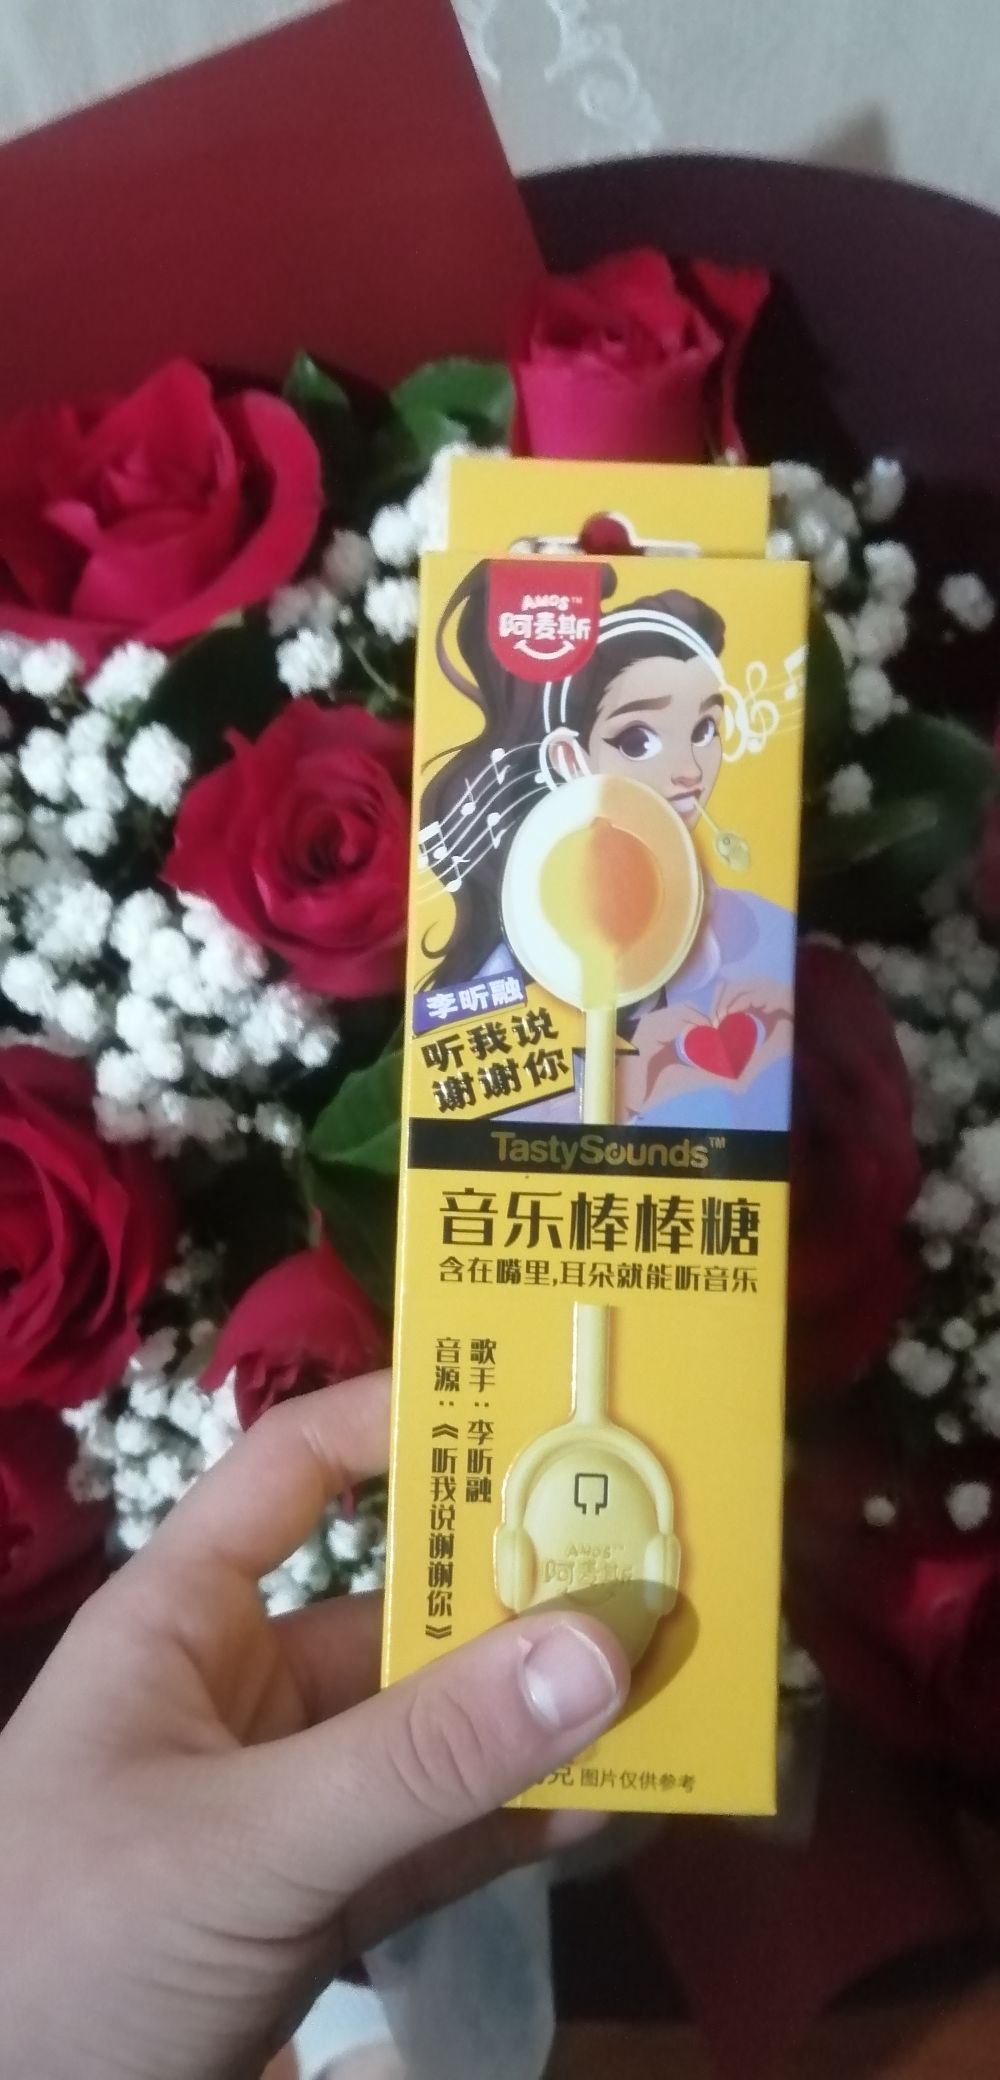 AMOS™
阿麦斯
李昕融
听我说
谢谢你
TastySounds™
音乐棒棒糖
含在嘴里,耳朵就能听音乐
歌手：李昕融
音源：《听我说谢谢你》
AMOS
阿麦斯
克 图片仅供参考